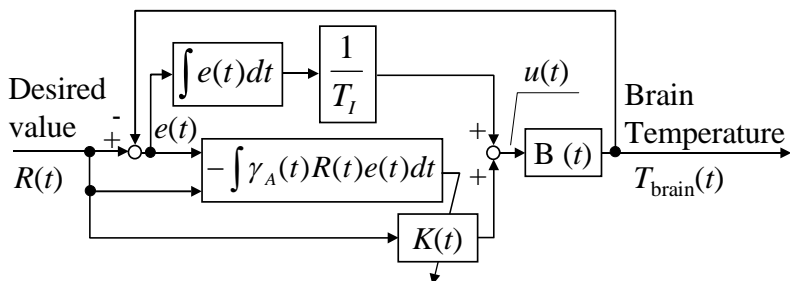 ∫ e(t)dt
1
T_I
u(t)
Desired
value
-
+
e(t)
R(t)
− ∫ γ_A(t)R(t)e(t)dt
+
+
B (t)
Brain
Temperature
T_brain(t)
K(t)